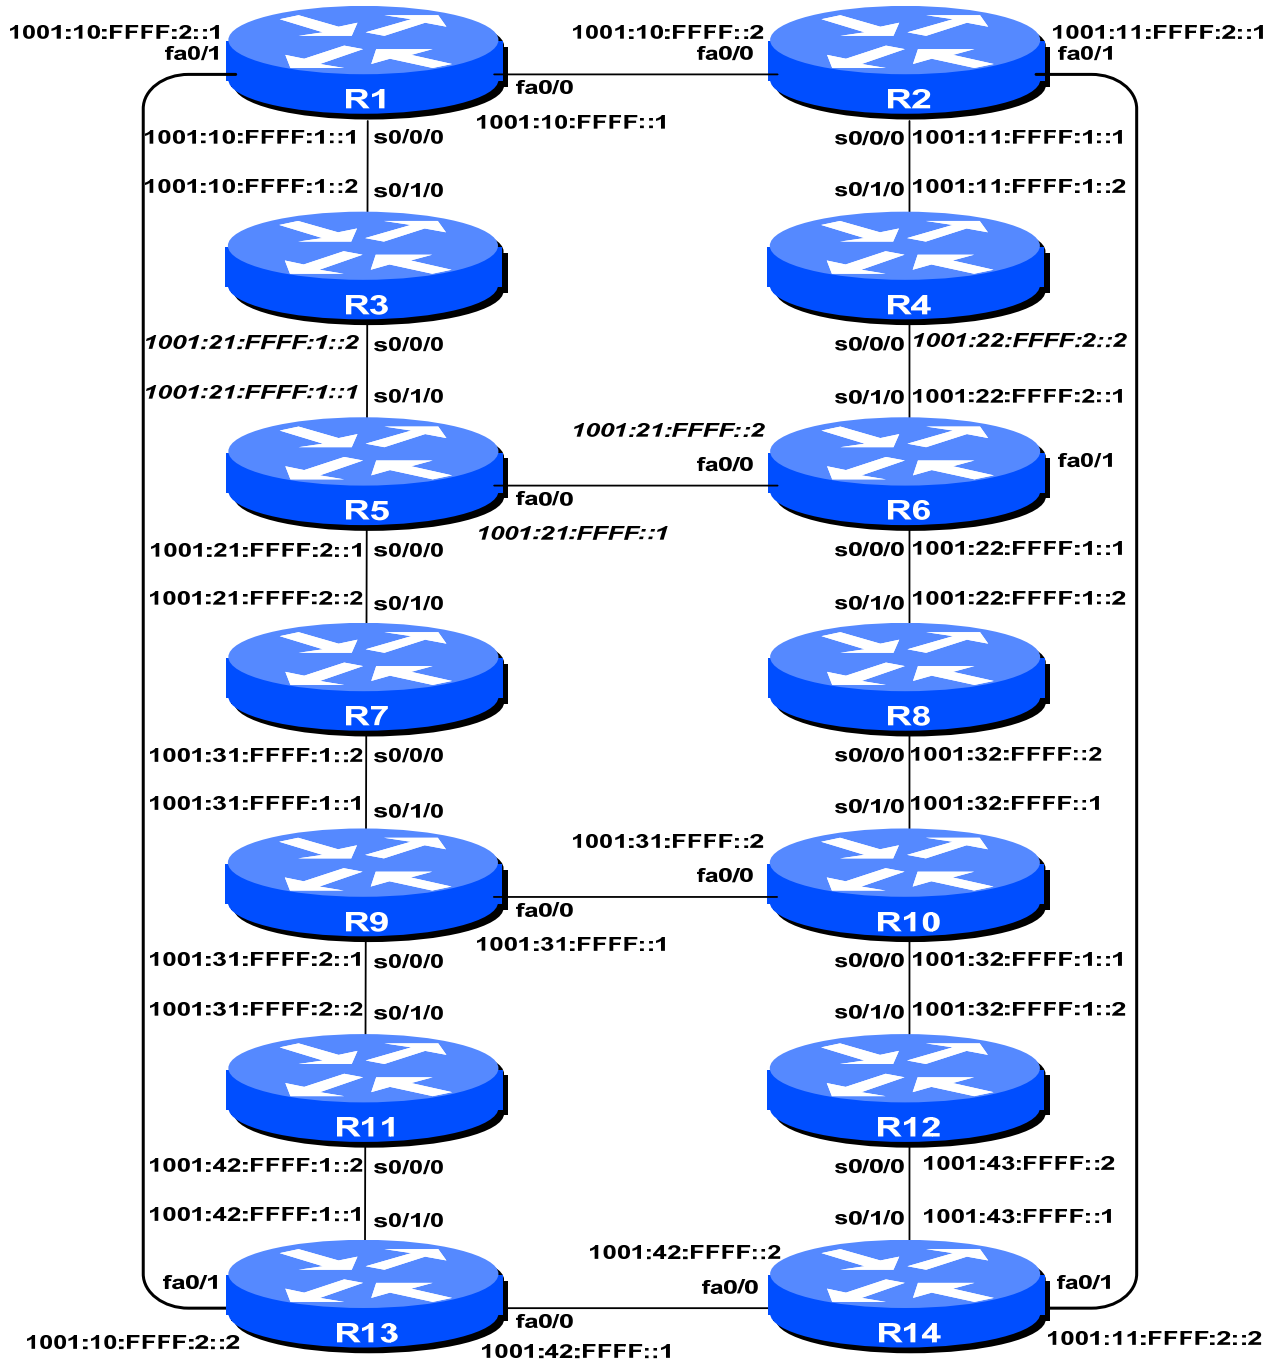 1001:10:FFFF:2::1
1001:10:FFFF::2
1001:11:FFFF:2::1
fa0/1
fa0/0
fa0/1
R1
fa0/0
R2
1001:10:FFFF::1
1001:10:FFFF:1::1
s0/0/0
s0/0/0
1001:11:FFFF:1::1
1001:10:FFFF:1::2
s0/1/0
s0/1/0
1001:11:FFFF:1::2
R3
R4
1001:21:FFFF:1::2
s0/0/0
s0/0/0
1001:22:FFFF:2::2
1001:21:FFFF:1::1
s0/1/0
s0/1/0
1001:22:FFFF:2::1
1001:21:FFFF::2
fa0/0
fa0/1
R5
fa0/0
R6
1001:21:FFFF::1
1001:21:FFFF:2::1
s0/0/0
s0/0/0
1001:22:FFFF:1::1
1001:21:FFFF:2::2
s0/1/0
s0/1/0
1001:22:FFFF:1::2
R7
R8
1001:31:FFFF:1::2
s0/0/0
s0/0/0
1001:32:FFFF::2
1001:31:FFFF:1::1
s0/1/0
s0/1/0
1001:32:FFFF::1
1001:31:FFFF::2
fa0/0
R9
fa0/0
R10
1001:31:FFFF::1
1001:31:FFFF:2::1
s0/0/0
s0/0/0
1001:32:FFFF:1::1
1001:31:FFFF:2::2
s0/1/0
s0/1/0
1001:32:FFFF:1::2
R11
R12
1001:42:FFFF:1::2
s0/0/0
s0/0/0
1001:43:FFFF::2
1001:42:FFFF:1::1
s0/1/0
s0/1/0
1001:43:FFFF::1
1001:42:FFFF::2
fa0/1
fa0/0
fa0/1
R13
fa0/0
R14
1001:10:FFFF:2::2
1001:42:FFFF::1
1001:11:FFFF:2::2